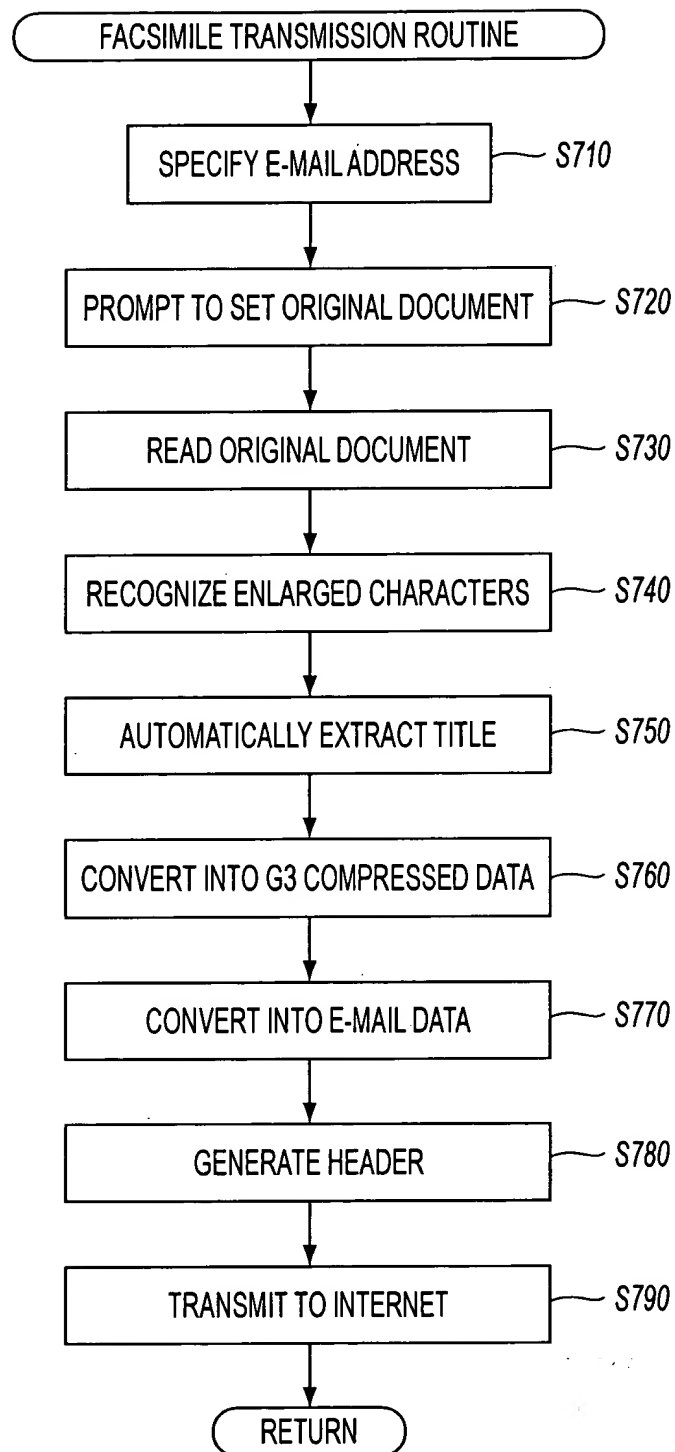 FACSIMILE TRANSMISSION ROUTINE
SPECIFY E-MAIL ADDRESS S710
PROMPT TO SET ORIGINAL DOCUMENT S720
READ ORIGINAL DOCUMENT S730
RECOGNIZE ENLARGED CHARACTERS S740
AUTOMATICALLY EXTRACT TITLE S750
CONVERT INTO G3 COMPRESSED DATA S760
CONVERT INTO E-MAIL DATA S770
GENERATE HEADER S780
TRANSMIT TO INTERNET S790
RETURN